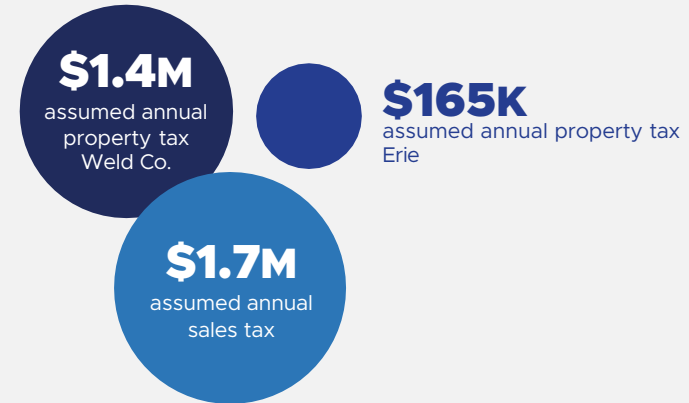 $1.4M
assumed annual
property tax
Weld Co.
$165K
assumed annual property tax
Erie
$1.7M
assumed annual
sales tax